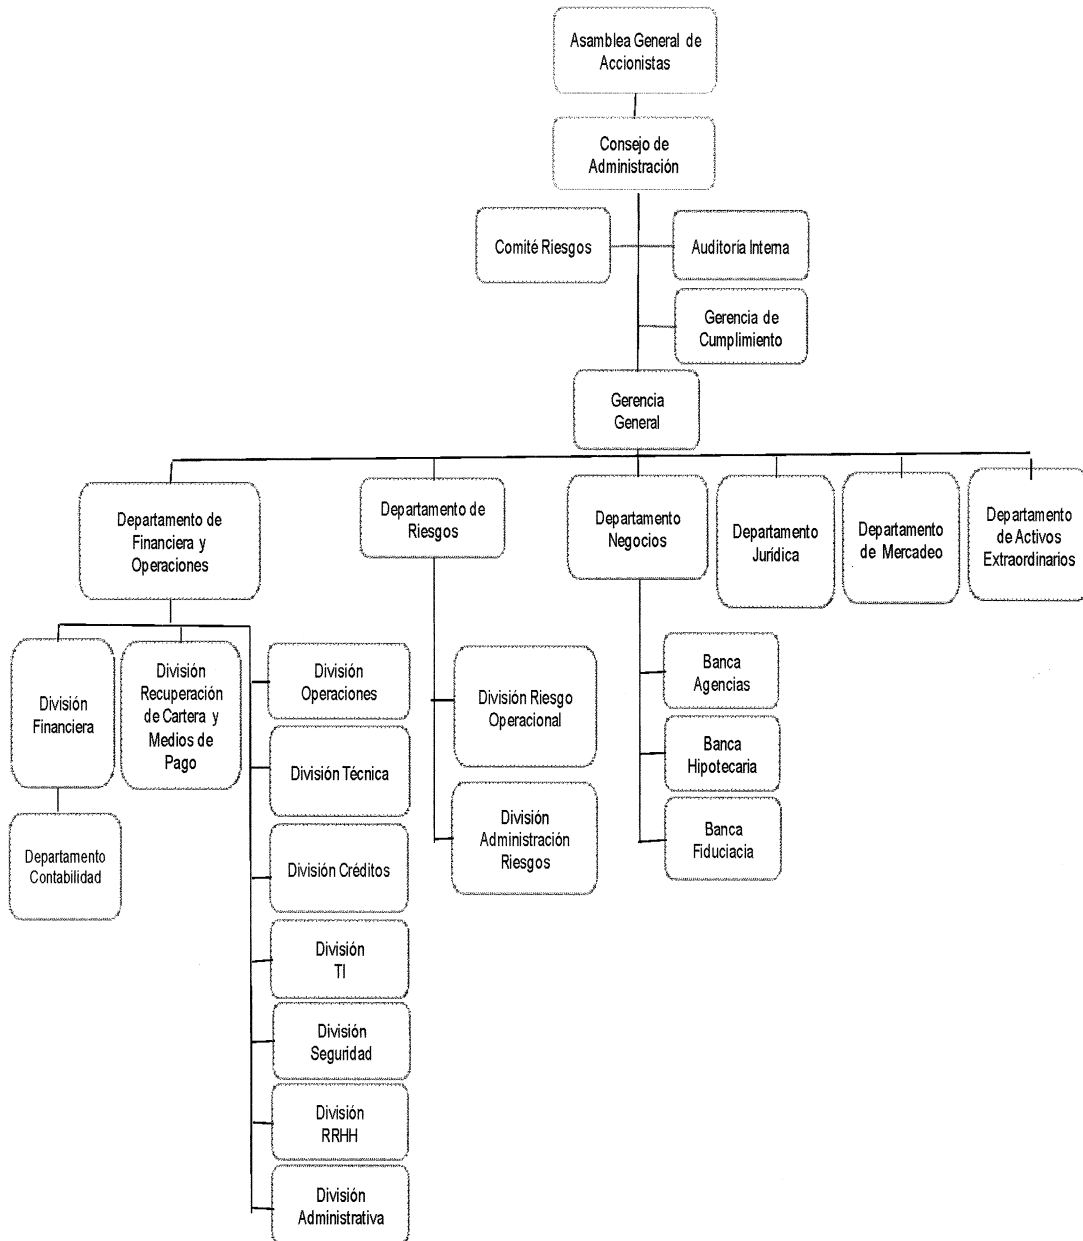 Asamblea General de
Accionistas
Consejo de
Administración
Comité Riesgos
Auditoría Interna
Gerencia de
Cumplimiento
Gerencia
General
Departamento de
Financiera y
Operaciones
Departamento de
Riesgos
Departamento
Negocios
Departamento
Jurídica
Departamento
de Mercadeo
Departamento
de Activos
Extraordinarios
División
Financiera
División
Recuperación
de Cartera y
Medios de
Pago
División
Operaciones
División Riesgo
Operacional
Banca
Agencias
División Técnica
Banca
Hipotecaria
Departamento
Contabilidad
División Créditos
División
Administración
Riesgos
Banca
Fiduciacia
División
TI
División
Seguridad
División
RRHH
División
Administrativa